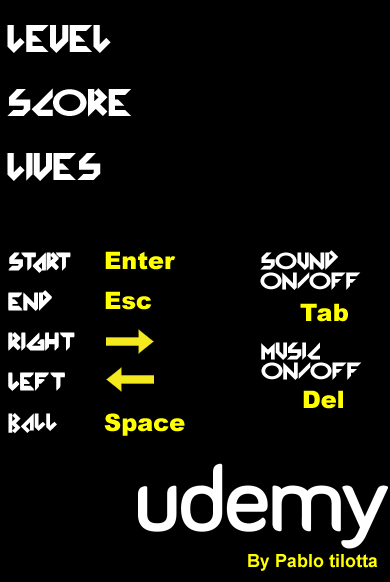 LEVEL
SCORE
LIVES
START Enter
END Esc
RIGHT
LEFT
BALL Space
SOUND
ON/OFF
Tab
MUSIC
ON/OFF
Del
udemy
By Pablo tilotta